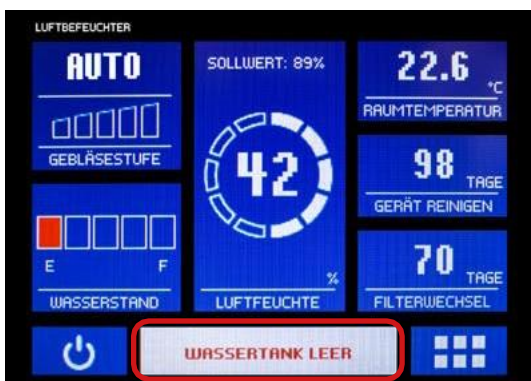 LUFTBEFEUCHTER
AUTO
GEBLÄSESTUFE
E F
WASSERSTAND
SOLLWERT: 89%
42
%
LUFTFEUCHTE
22.6 °C
RAUMTEMPERATUR
98 TAGE
GERÄT REINIGEN
70 TAGE
FILTERWECHSEL
WASSERTANK LEER